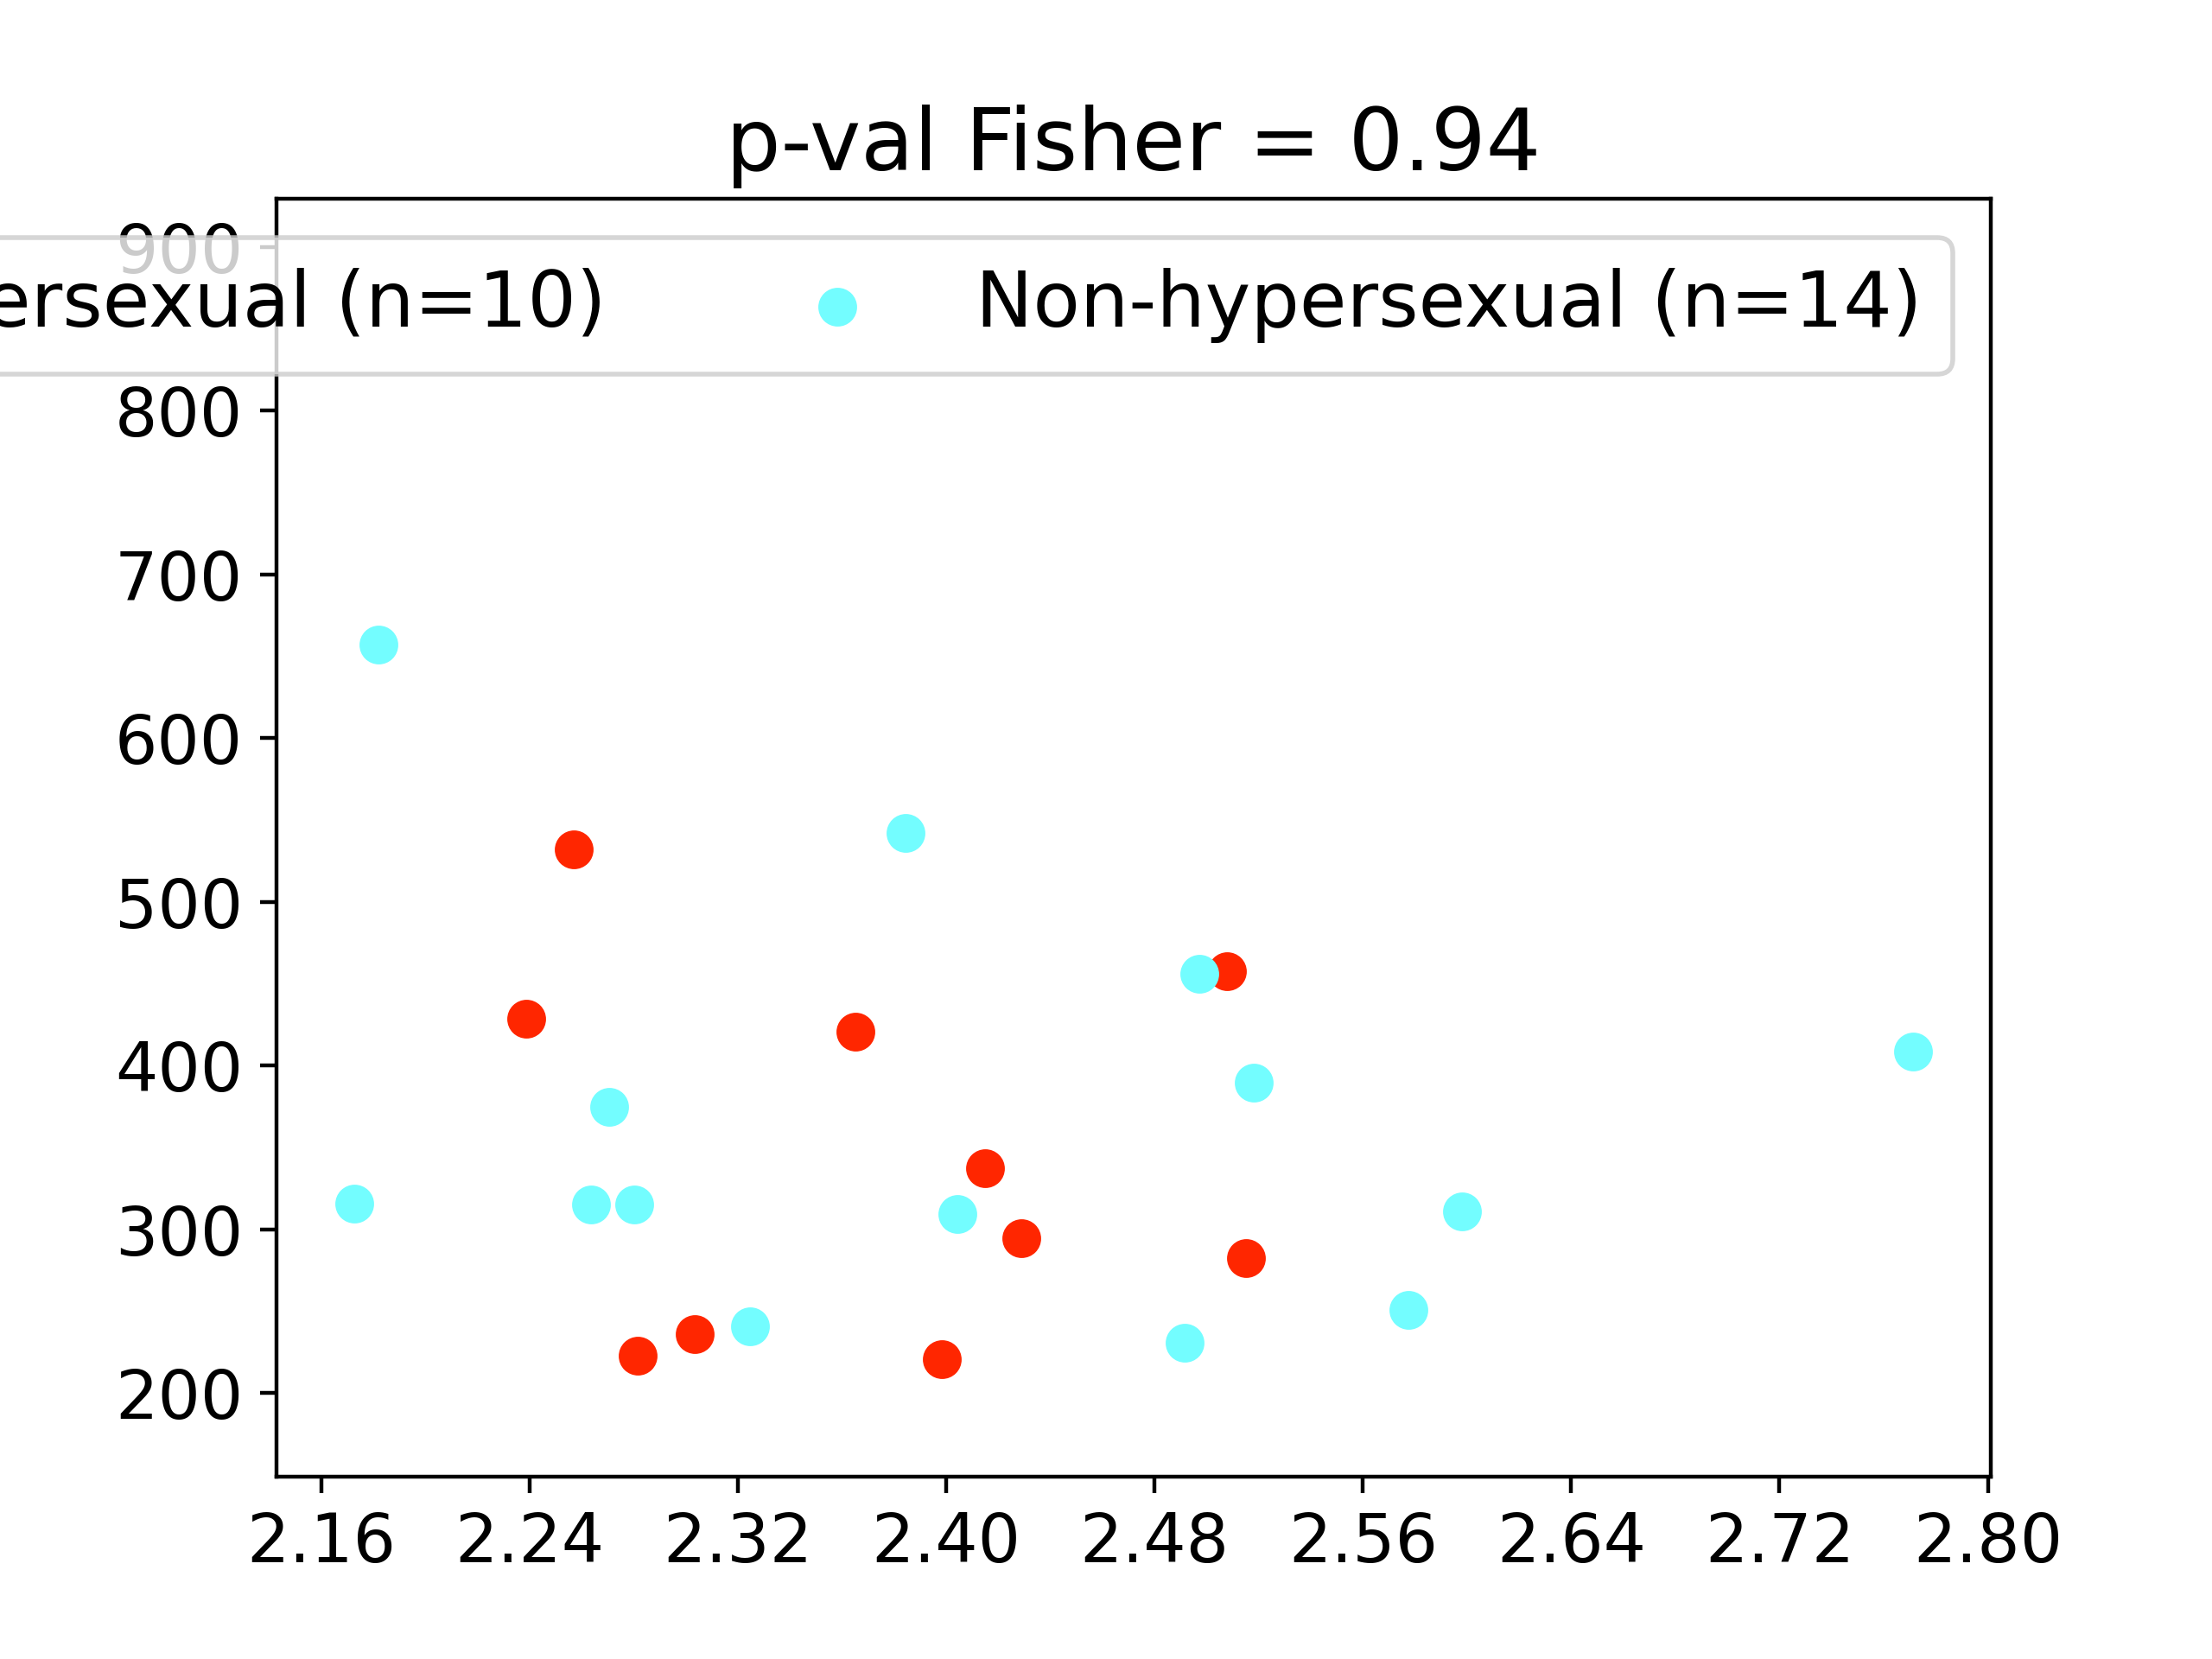 p-val Fisher = 0.94
900
ersexual (n=10) Non-hypersexual (n=14)
800
700
600
500
400
300
200
2.16 2.24 2.32 2.40 2.48 2.56 2.64 2.72 2.80